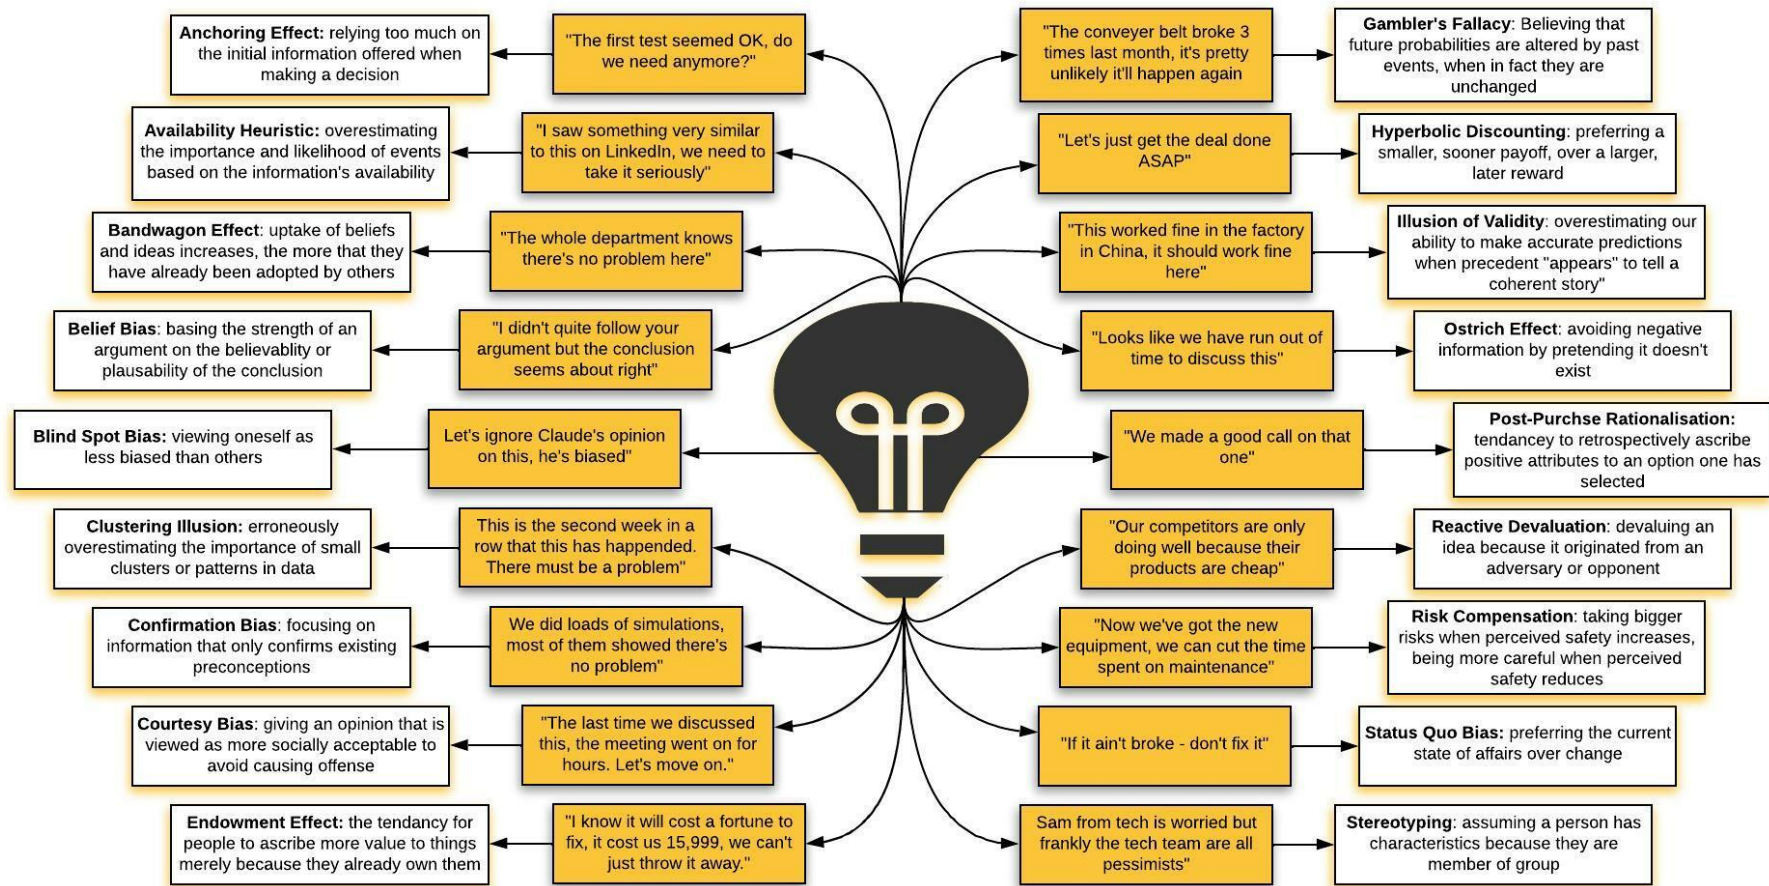 Anchoring Effect: relying too much on
the initial information offered when
making a decision
"The first test seemed OK, do
we need anymore?"
Availability Heuristic: overestimating
the importance and likelihood of events
based on the information's availability
"I saw something very similar
to this on LinkedIn, we need to
take it seriously"
Bandwagon Effect: uptake of beliefs
and ideas increases, the more that they
have already been adopted by others
"The whole department knows
there's no problem here"
Belief Bias: basing the strength of an
argument on the believablity or
plausability of the conclusion
"I didn't quite follow your
argument but the conclusion
seems about right"
Blind Spot Bias: viewing oneself as
less biased than others
Let's ignore Claude's opinion
on this, he's biased"
Clustering Illusion: erroneously
overestimating the importance of small
clusters or patterns in data
This is the second week in a
row that this has happended.
There must be a problem"
Confirmation Bias: focusing on
information that only confirms existing
preconceptions
We did loads of simulations,
most of them showed there's
no problem"
Courtesy Bias: giving an opinion that is
viewed as more socially acceptable to
avoid causing offense
"The last time we discussed
this, the meeting went on for
hours. Let's move on."
Endowment Effect: the tendancy for
people to ascribe more value to things
merely because they already own them
"I know it will cost a fortune to
fix, it cost us 15,999, we can't
just throw it away."
"The conveyer belt broke 3
times last month, it's pretty
unlikely it'll happen again
Gambler's Fallacy: Believing that
future probabilities are altered by past
events, when in fact they are
unchanged
"Let's just get the deal done
ASAP"
Hyperbolic Discounting: preferring a
smaller, sooner payoff, over a larger,
later reward
"This worked fine in the factory
in China, it should work fine
here"
Illusion of Validity: overestimating our
ability to make accurate predictions
when precedent "appears" to tell a
coherent story"
"Looks like we have run out of
time to discuss this"
Ostrich Effect: avoiding negative
information by pretending it doesn't
exist
"We made a good call on that
one"
Post-Purchse Rationalisation:
tendancey to retrospectively ascribe
positive attributes to an option one has
selected
"Our competitors are only
doing well because their
products are cheap"
Reactive Devaluation: devaluing an
idea because it originated from an
adversary or opponent
"Now we've got the new
equipment, we can cut the time
spent on maintenance"
Risk Compensation: taking bigger
risks when perceived safety increases,
being more careful when perceived
safety reduces
"If it ain't broke - don't fix it"
Status Quo Bias: preferring the current
state of affairs over change
Sam from tech is worried but
frankly the tech team are all
pessimists"
Stereotyping: assuming a person has
characteristics because they are
member of group